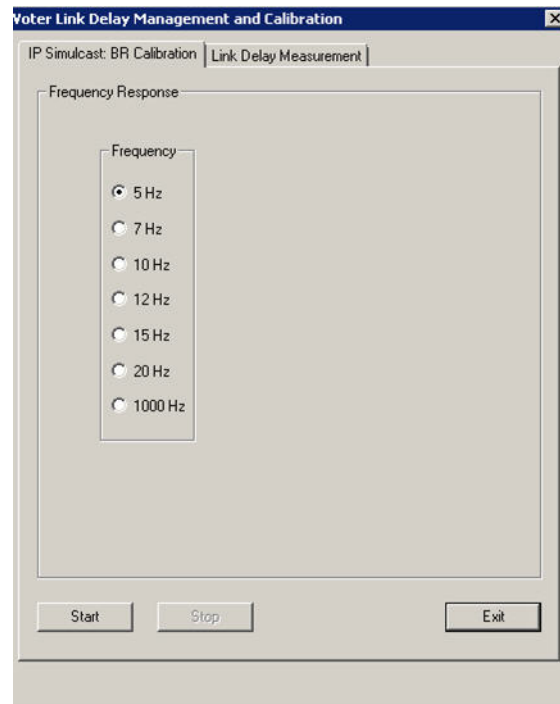 Voter Link Delay Management and Calibration
IP Simulcast: BR Calibration
Link Delay Measurement
Frequency Response
Frequency
5 Hz
7 Hz
10 Hz
12 Hz
15 Hz
20 Hz
1000 Hz
Start
Stop
Exit